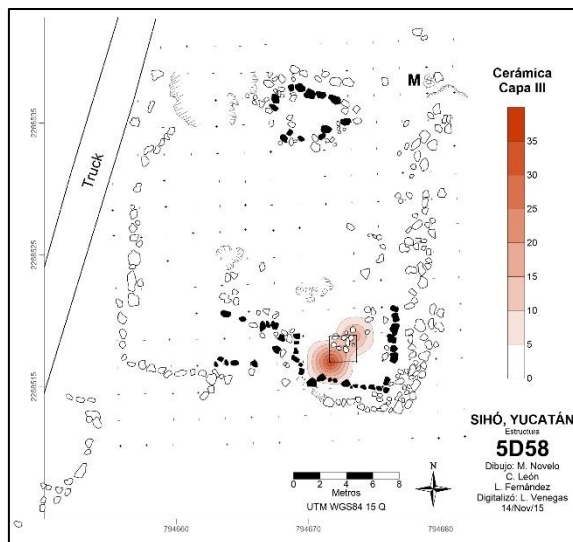 M
Cerámica
Capa III
35
30
25
20
15
10
5
0
Truck
2268535
2268525
2268515
SIHÓ, YUCATÁN
Estructura
5D58
Dibujo: M. Novelo
C. León
L. Fernández
Digitalizó: L. Venegas
14/Nov/15
0 2 4 6 8
Metros
UTM WGS84 15 Q
N
794660
794670
794680